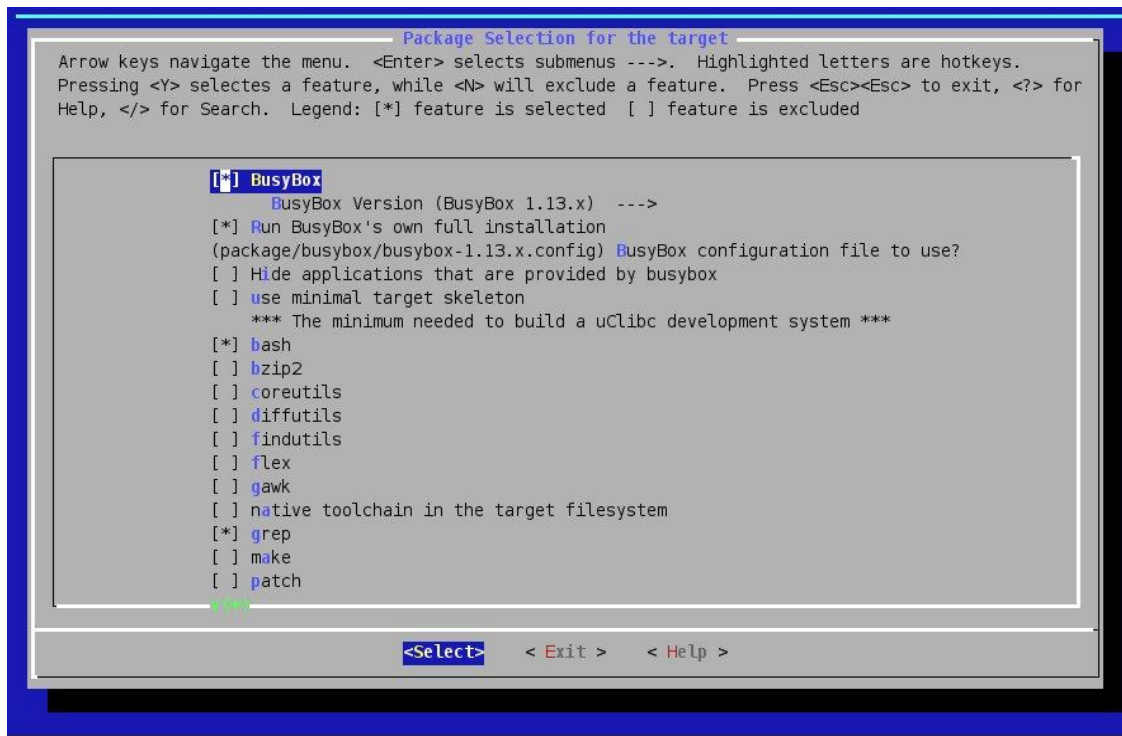 Package Selection for the target
Arrow keys navigate the menu.  <Enter> selects submenus --->.  Highlighted letters are hotkeys.
Pressing <Y> selectes a feature, while <N> will exclude a feature.  Press <Esc><Esc> to exit, <?> for
Help, </> for Search.  Legend: [*] feature is selected  [ ] feature is excluded
[*] BusyBox
BusyBox Version (BusyBox 1.13.x)  --->
[*] Run BusyBox's own full installation
(package/busybox/busybox-1.13.x.config) BusyBox configuration file to use?
[ ] Hide applications that are provided by busybox
[ ] use minimal target skeleton
*** The minimum needed to build a uClibc development system ***
[*] bash
[ ] bzip2
[ ] coreutils
[ ] diffutils
[ ] findutils
[ ] flex
[ ] gawk
[ ] native toolchain in the target filesystem
[*] grep
[ ] make
[ ] patch
v(+)
<Select>    < Exit >    < Help >